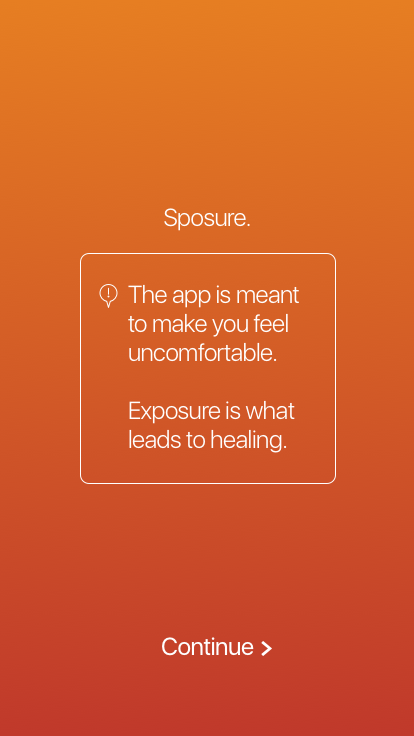 Sposure.
The app is meant
to make you feel
uncomfortable.
Exposure is what
leads to healing.
Continue >